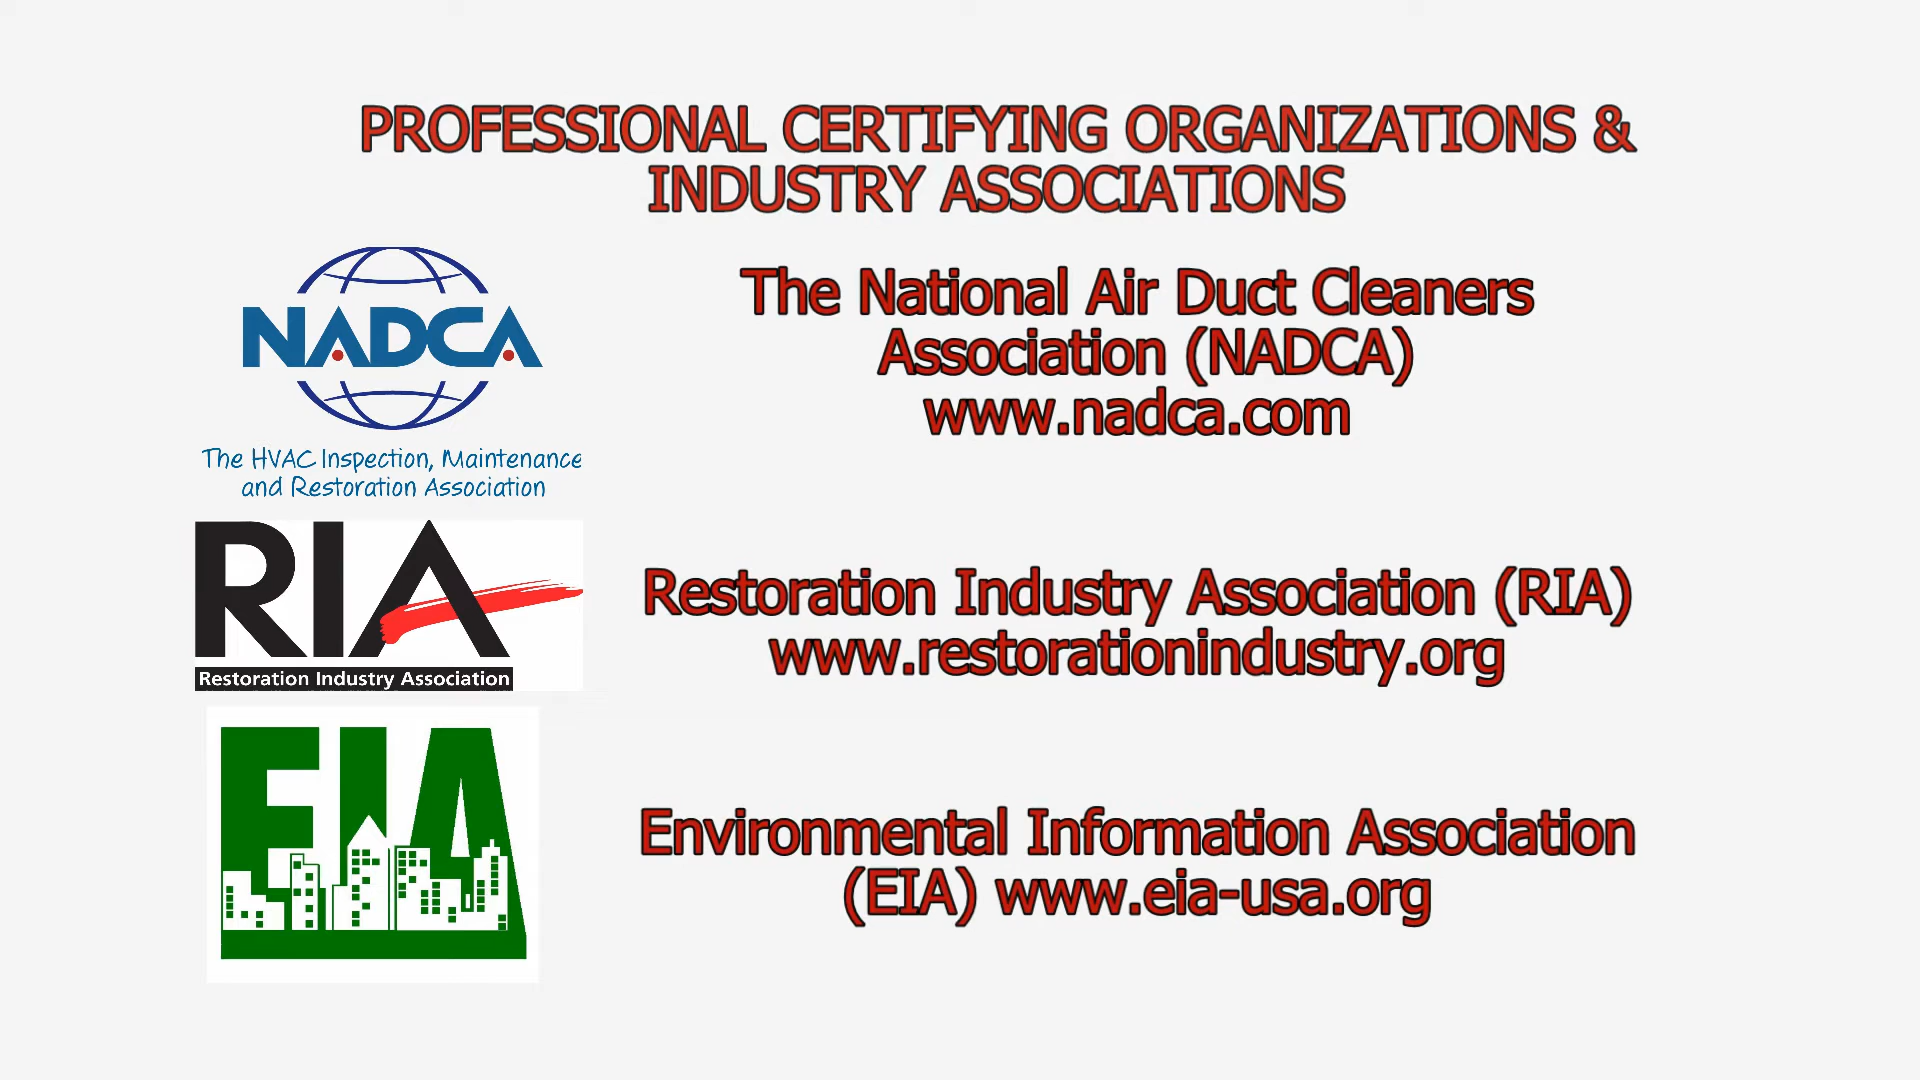 PROFESSIONAL CERTIFYING ORGANIZATIONS &
INDUSTRY ASSOCIATIONS
NADCA
The HVAC Inspection, Maintenance
and Restoration Association
The National Air Duct Cleaners
Association (NADCA)
www.nadca.com
RIA
Restoration Industry Association
Restoration Industry Association (RIA)
www.restorationindustry.org
EIA
Environmental Information Association
(EIA) www.eia-usa.org